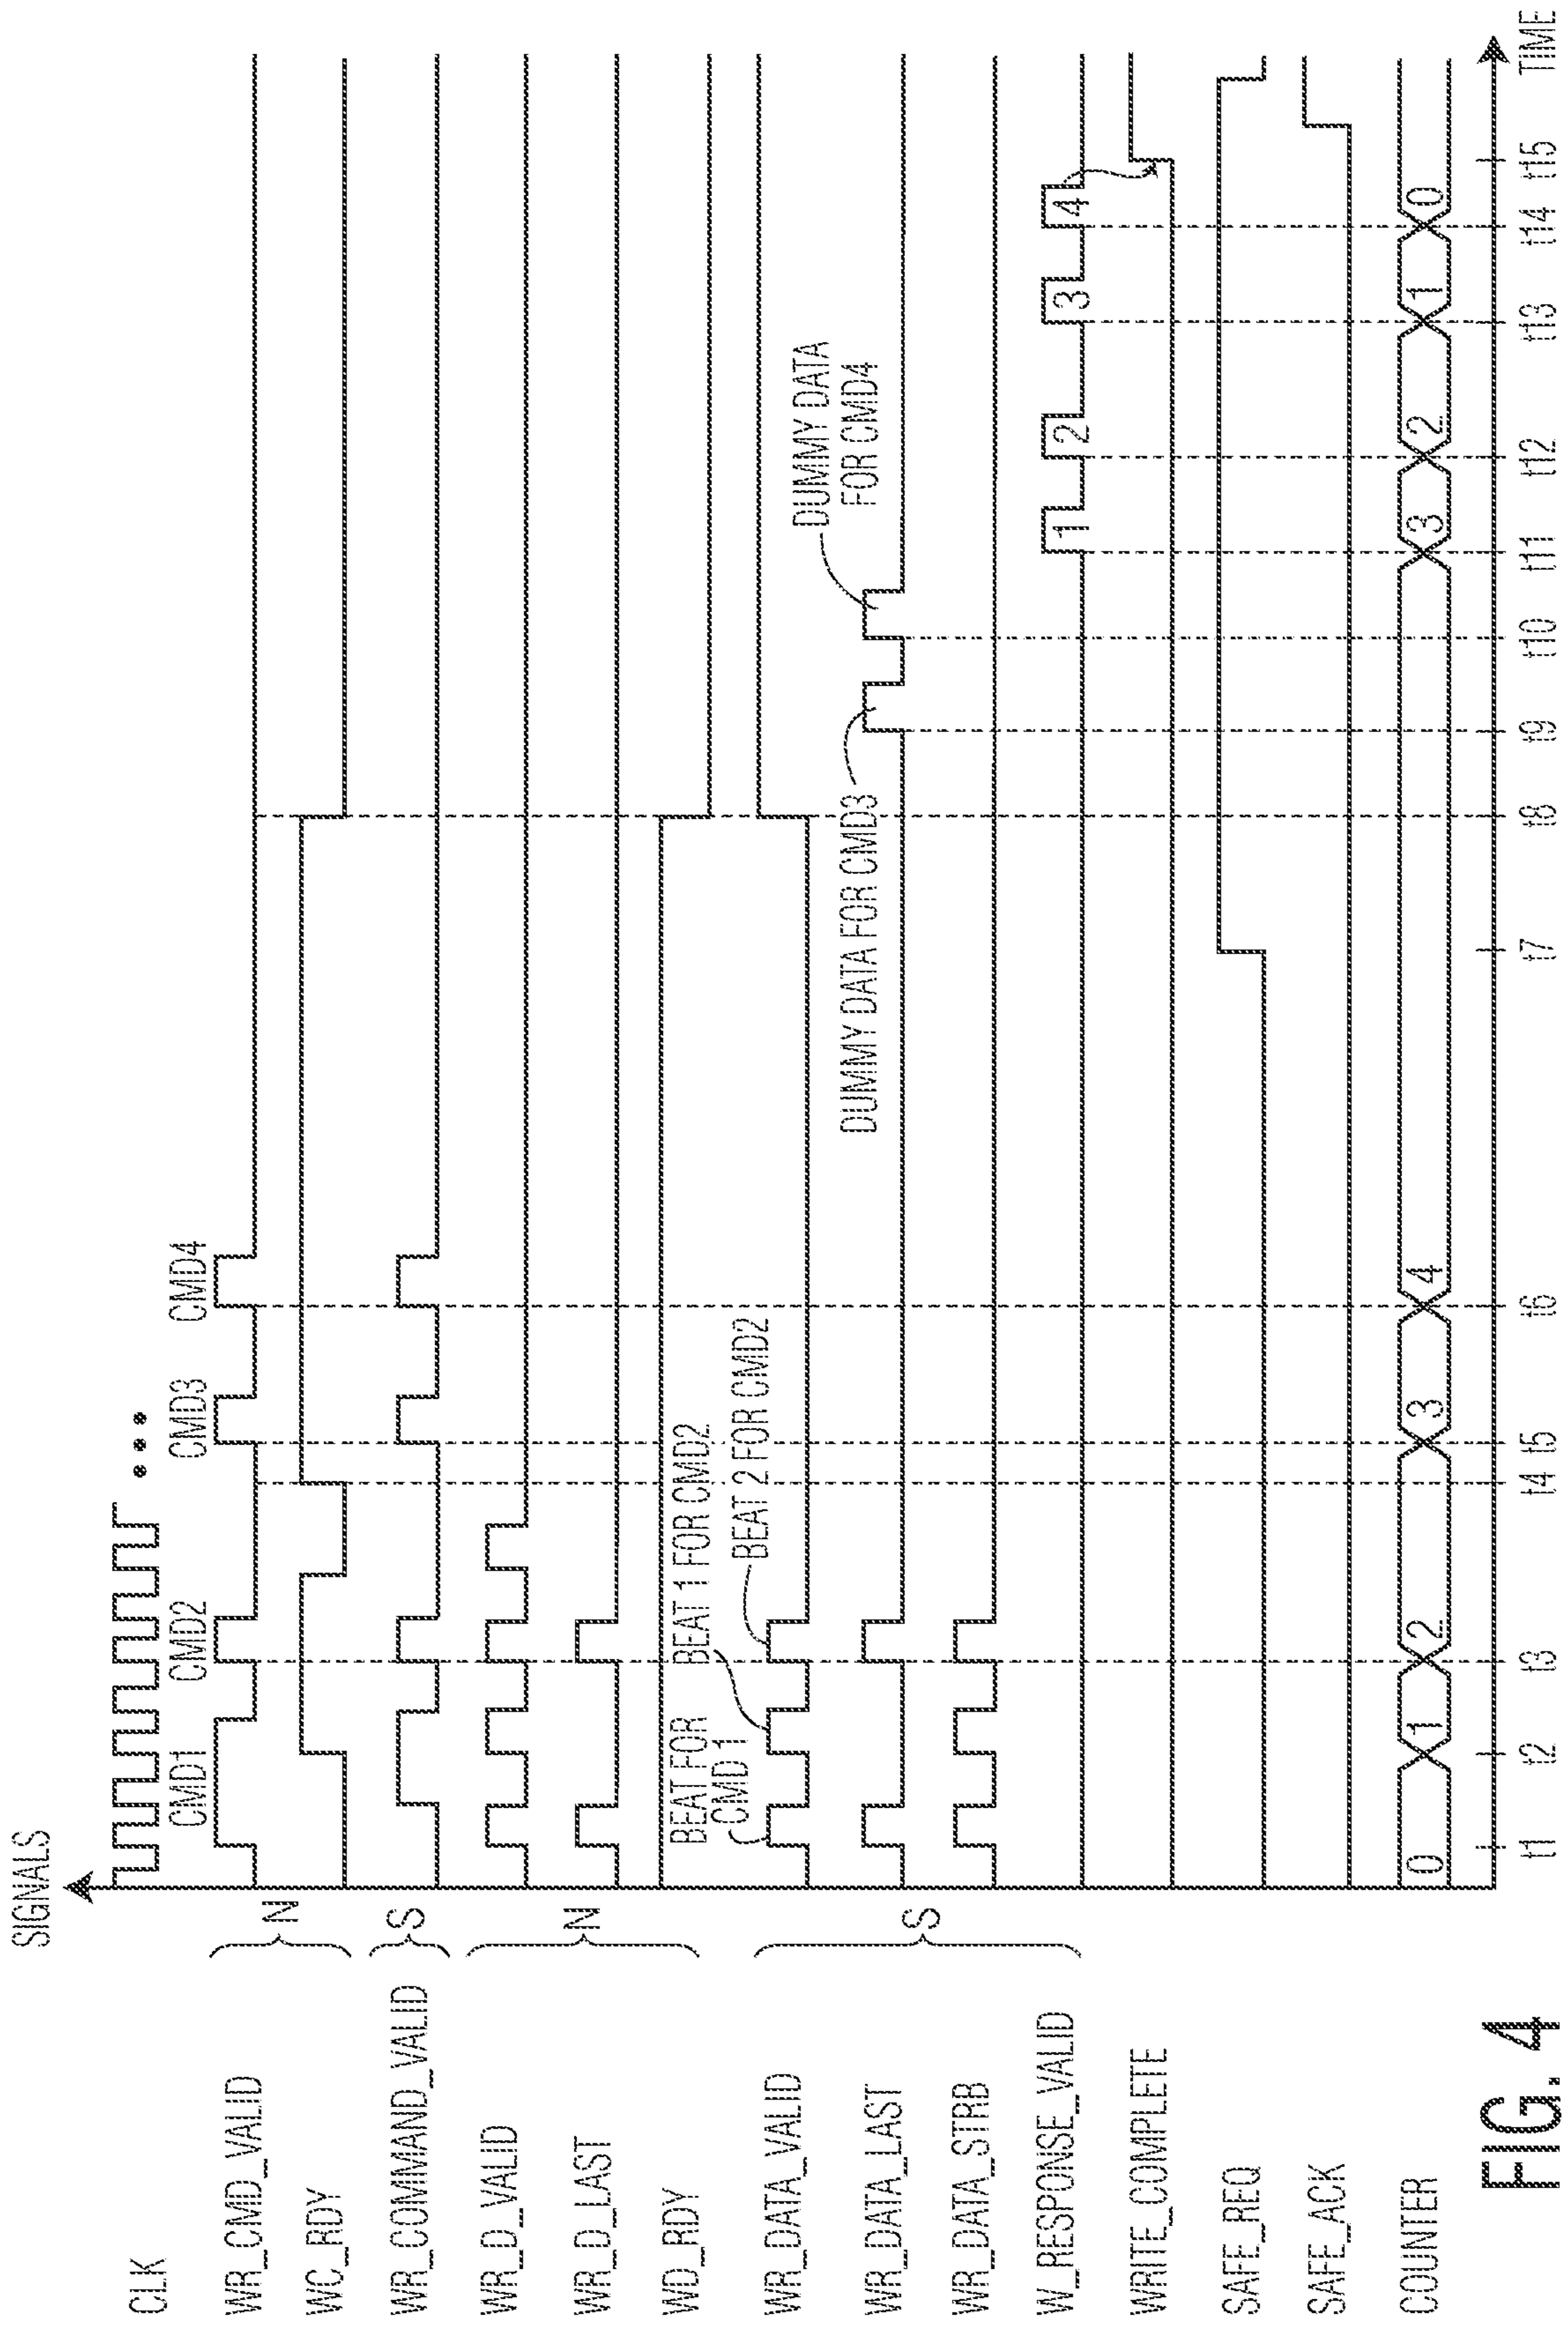 SIGNALS
CLK
WR_CMD_VALID
WC_RDY
N
CMD1
CMD2
CMD3
CMD4
WR_COMMAND_VALID
S
WR_D_VALID
WR_D_LAST
WD_RDY
N
BEAT FOR
CMD 1
BEAT 1 FOR CMD2
BEAT 2 FOR CMD2
WR_DATA_VALID
WR_DATA_LAST
WR_DATA_STRB
W_RESPONSE_VALID
S
DUMMY DATA FOR CMD3
DUMMY DATA
FOR CMD4
1
2
3
4
WRITE_COMPLETE
SAFE_REQ
SAFE_ACK
COUNTER
0
1
2
3
4
3
2
1
0
t1
t2
t3
t4
t5
t6
t7
t8
t9
t10
t11
t12
t13
t14
t15
TIME
FIG. 4